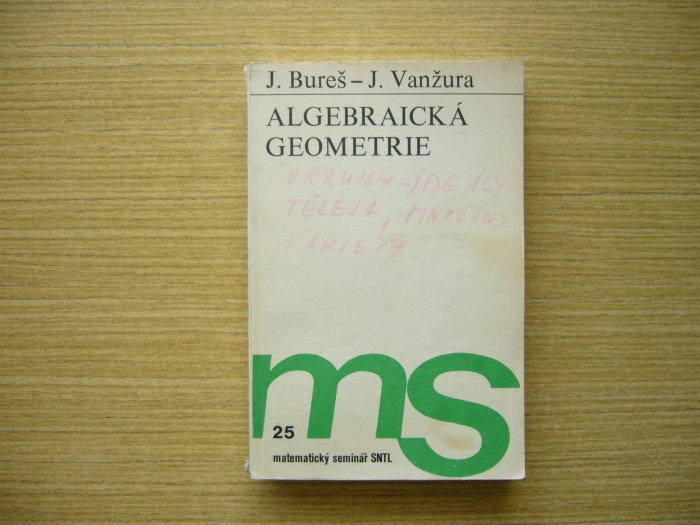 J. Bureš – J. Vanžura
ALGEBRAICKÁ
GEOMETRIE
OKRUHY - IDEÁLY
TĚLESA, MNOŽINY
VARIETY
ms
25
matematický seminář SNTL